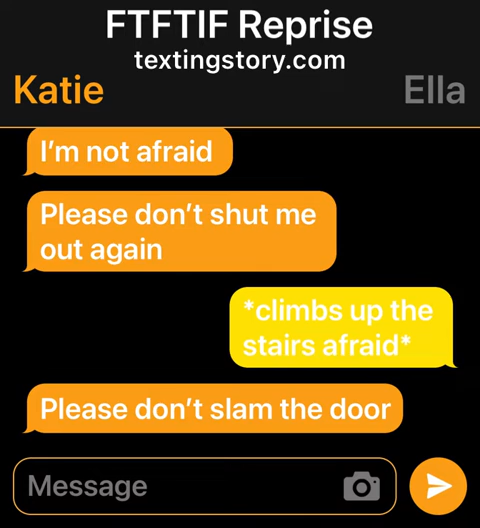 FTFTIF Reprise
textingstory.com
Katie
Ella
I’m not afraid
Please don’t shut me
out again
*climbs up the
stairs afraid*
Please don’t slam the door
Message